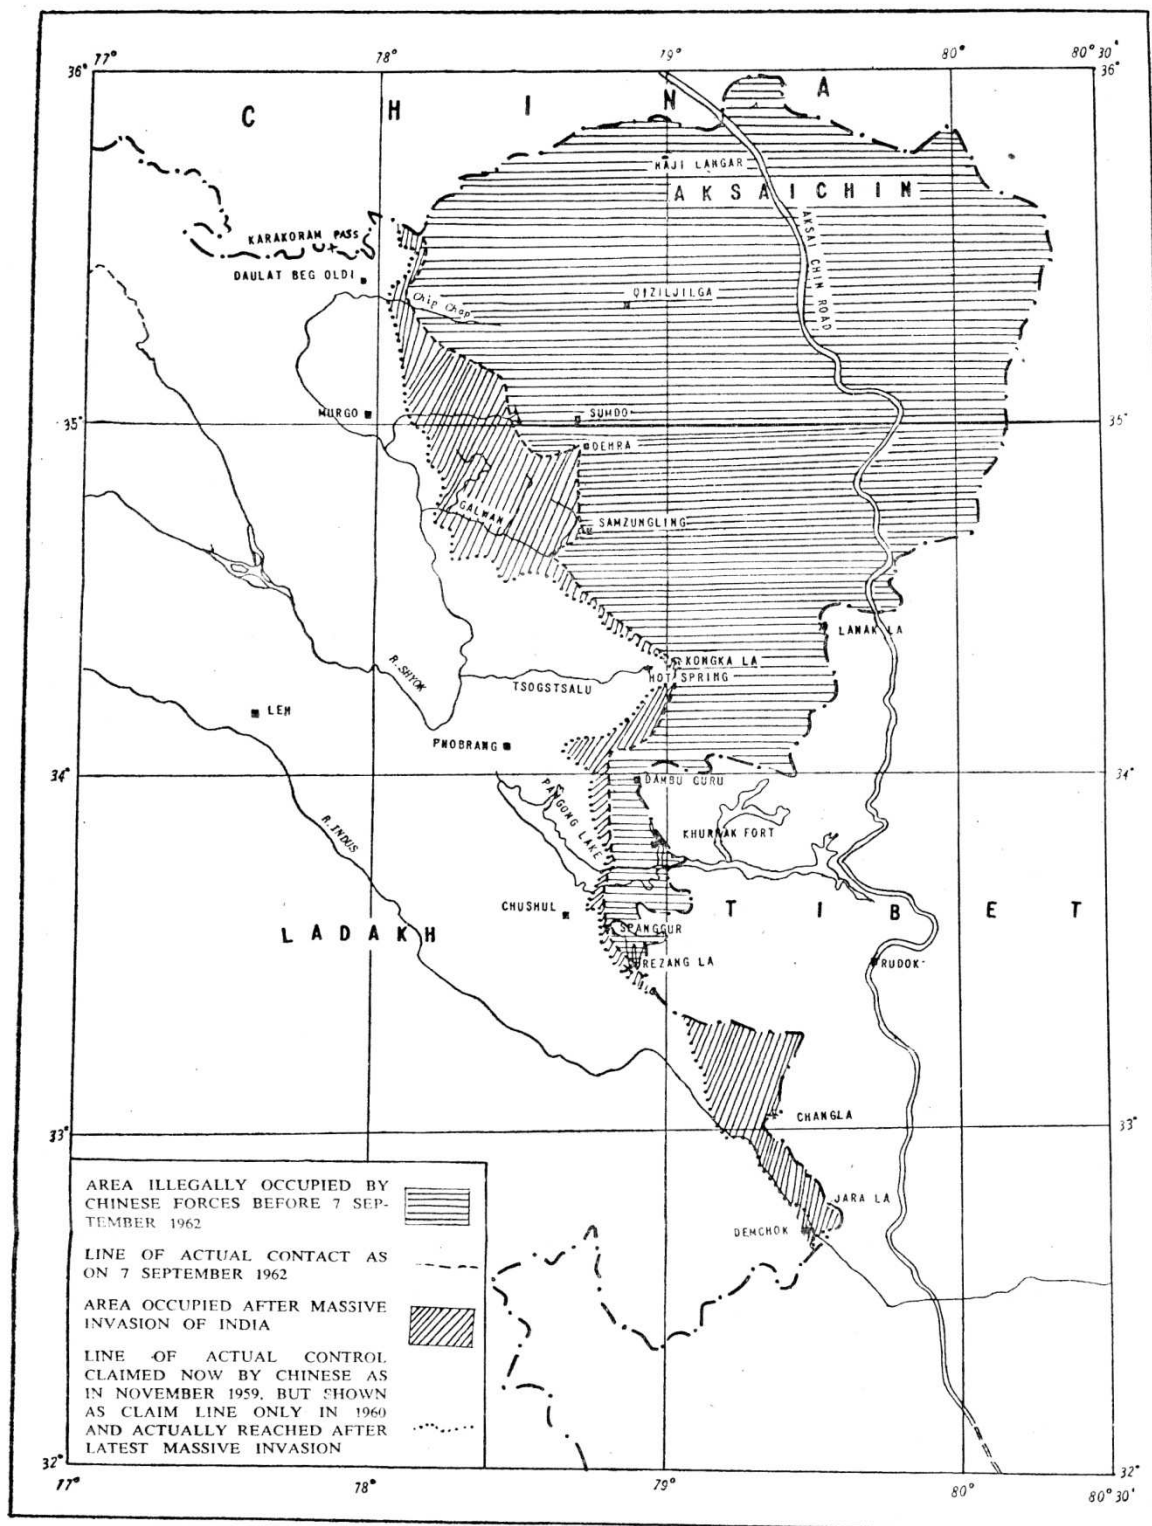 77° 78° 79° 80° 80° 30'
36° 36°
C H I N A
HAJI LANGAR
AKSAICHIN
KARAKORAM PASS
DAULAT BEG OLDI
AKSAI CHIN ROAD
QIZILJILGA
Chip Chap
MURGO
SUMDO
35° 35°
DEHRA
GALWAN
SAMZUNGLING
LANAK LA
KONGKA LA
HOT SPRING
R. SHYOK
TSOGSTSALU
LEH
PHOBRANG
34° 34°
DAMBU GURU
PANGONG LAKE
KHURNAK FORT
R. INDUS
CHUSHUL
T I B E T
LADAKH
SPANGGUR
REZANG LA
RUDOK
CHANGLA
33° 33°
JARA LA
DEMCHOK
AREA ILLEGALLY OCCUPIED BY
CHINESE FORCES BEFORE 7 SEP-
TEMBER 1962
LINE OF ACTUAL CONTACT AS
ON 7 SEPTEMBER 1962
AREA OCCUPIED AFTER MASSIVE
INVASION OF INDIA
LINE OF ACTUAL CONTROL
CLAIMED NOW BY CHINESE AS
IN NOVEMBER 1959, BUT SHOWN
AS CLAIM LINE ONLY IN 1960
AND ACTUALLY REACHED AFTER
LATEST MASSIVE INVASION
32° 32°
77° 78° 79° 80° 80° 30'